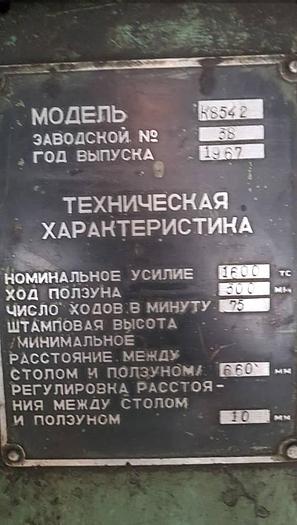 МОДЕЛЬ К8542
ЗАВОДСКОЙ № 38
ГОД ВЫПУСКА 1967
ТЕХНИЧЕСКАЯ
ХАРАКТЕРИСТИКА
НОМИНАЛЬНОЕ УСИЛИЕ 1600 ТС
ХОД ПОЛЗУНА 300 ММ
ЧИСЛО ХОДОВ В МИНУТУ 75
ШТАМПОВАЯ ВЫСОТА
/МИНИМАЛЬНОЕ
РАССТОЯНИЕ МЕЖДУ
СТОЛОМ И ПОЛЗУНОМ/ 660 ММ
РЕГУЛИРОВКА РАССТОЯ-
НИЯ МЕЖДУ СТОЛОМ
И ПОЛЗУНОМ 10 ММ